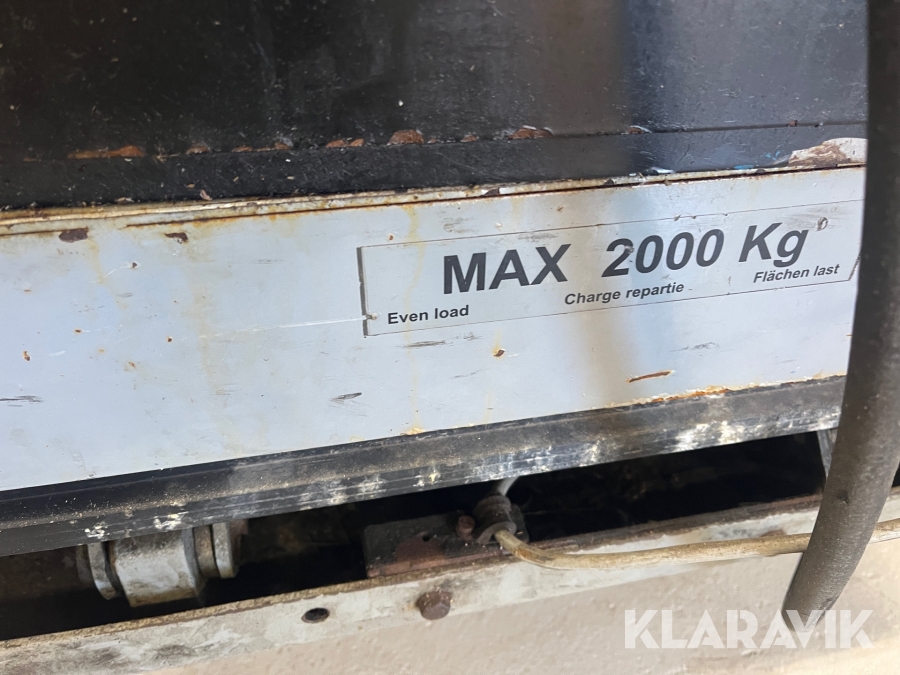 MAX 2000 Kg
Even load Charge repartie Flächen last
KLARAVIK